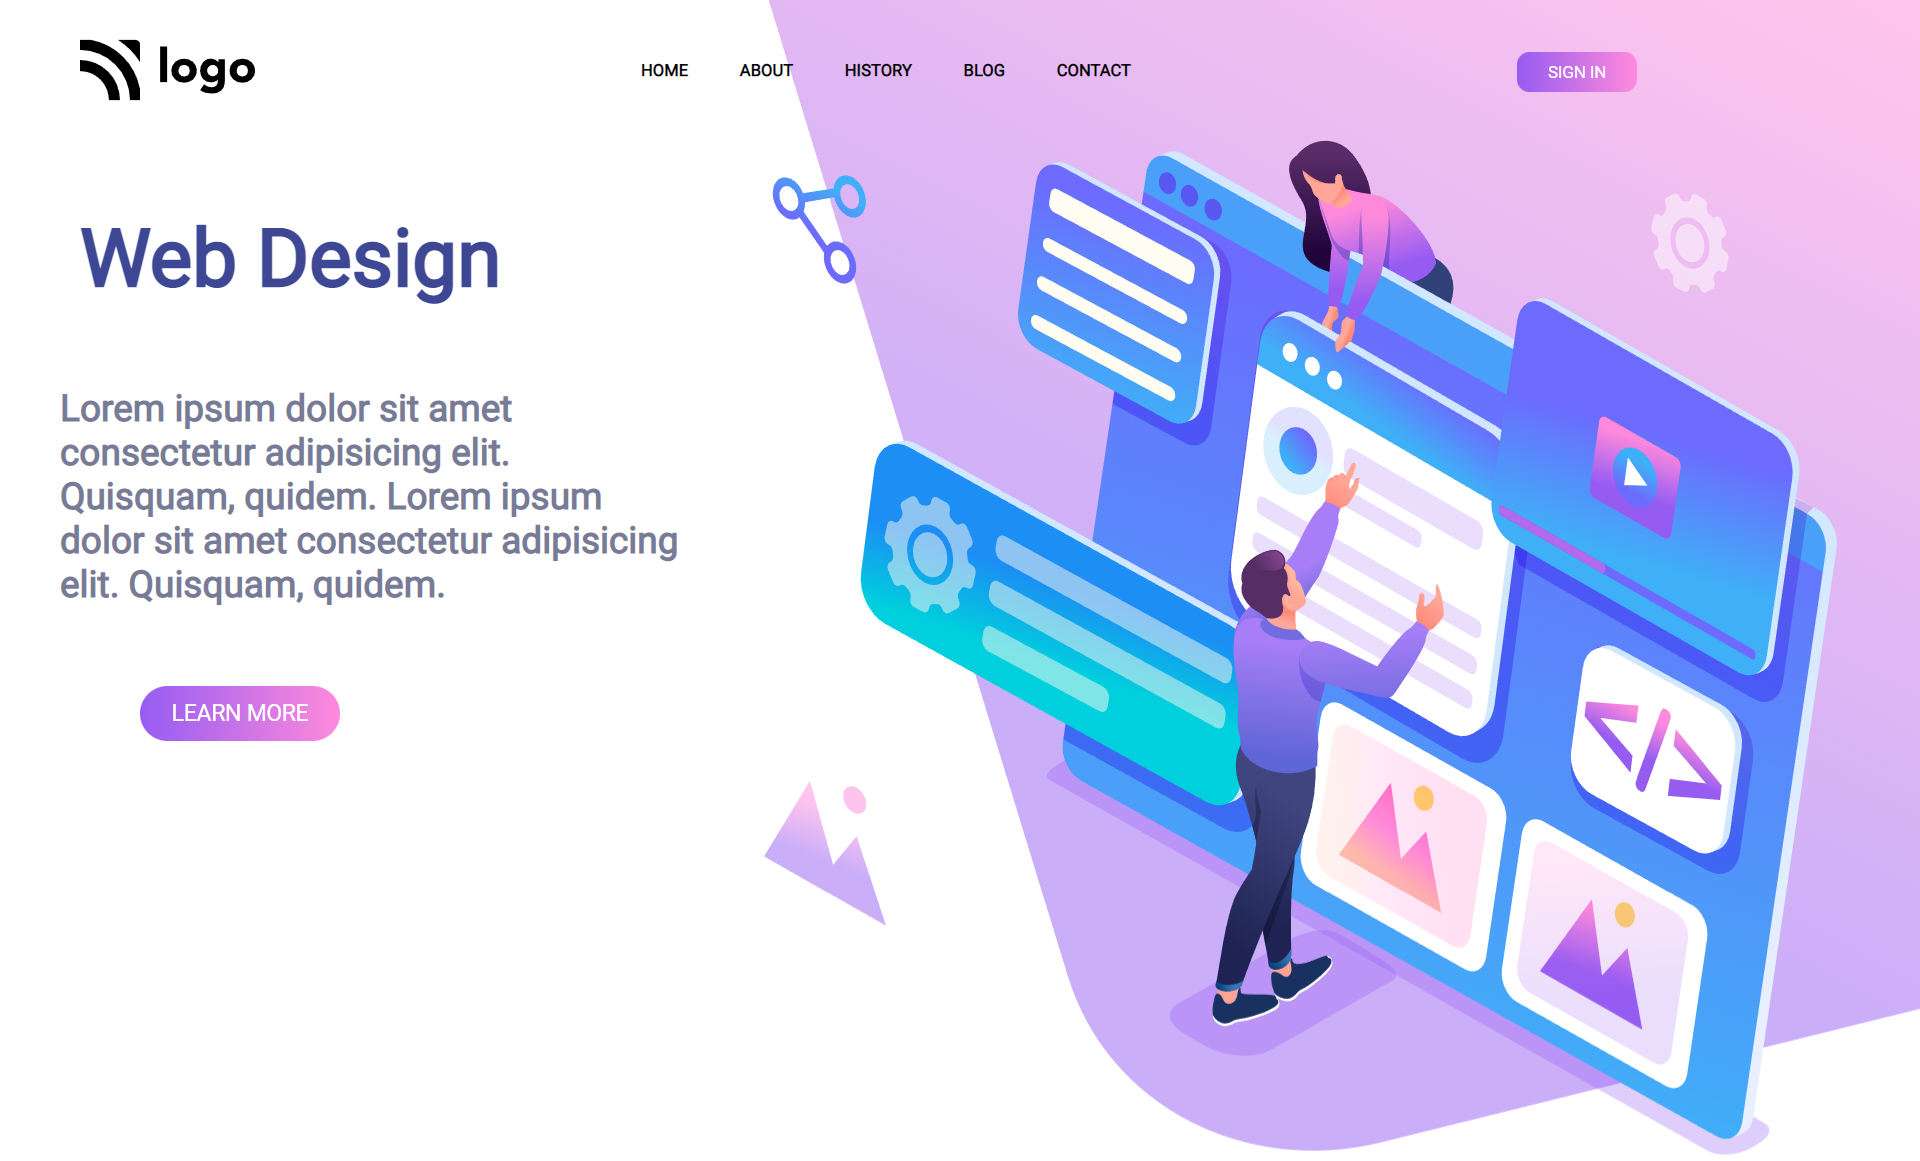 logo
HOME ABOUT HISTORY BLOG CONTACT
SIGN IN
Web Design
Lorem ipsum dolor sit amet
consectetur adipisicing elit.
Quisquam, quidem. Lorem ipsum
dolor sit amet consectetur adipisicing
elit. Quisquam, quidem.
LEARN MORE
</>